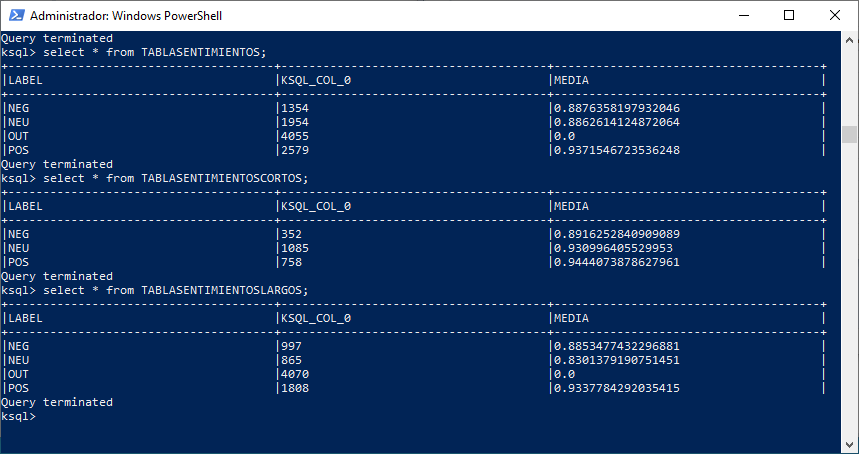 Administrador: Windows PowerShell
Query terminated
ksql> select * from TABLASENTIMIENTOS;
+--------------------------------------+--------------------------------------+--------------------------------------+
|LABEL |KSQL_COL_0 |MEDIA |
+--------------------------------------+--------------------------------------+--------------------------------------+
|NEG |1354 |0.8876358197932046 |
|NEU |1954 |0.8862614124872064 |
|OUT |4055 |0.0 |
|POS |2579 |0.9371546723536248 |
Query terminated
ksql> select * from TABLASENTIMIENTOSCORTOS;
+--------------------------------------+--------------------------------------+--------------------------------------+
|LABEL |KSQL_COL_0 |MEDIA |
+--------------------------------------+--------------------------------------+--------------------------------------+
|NEG |352 |0.8916252840909089 |
|NEU |1085 |0.930996405529953 |
|POS |758 |0.9444073878627961 |
Query terminated
ksql> select * from TABLASENTIMIENTOSLARGOS;
+--------------------------------------+--------------------------------------+--------------------------------------+
|LABEL |KSQL_COL_0 |MEDIA |
+--------------------------------------+--------------------------------------+--------------------------------------+
|NEG |997 |0.8853477432296881 |
|NEU |865 |0.8301379190751451 |
|OUT |4070 |0.0 |
|POS |1808 |0.9337784292035415 |
Query terminated
ksql>